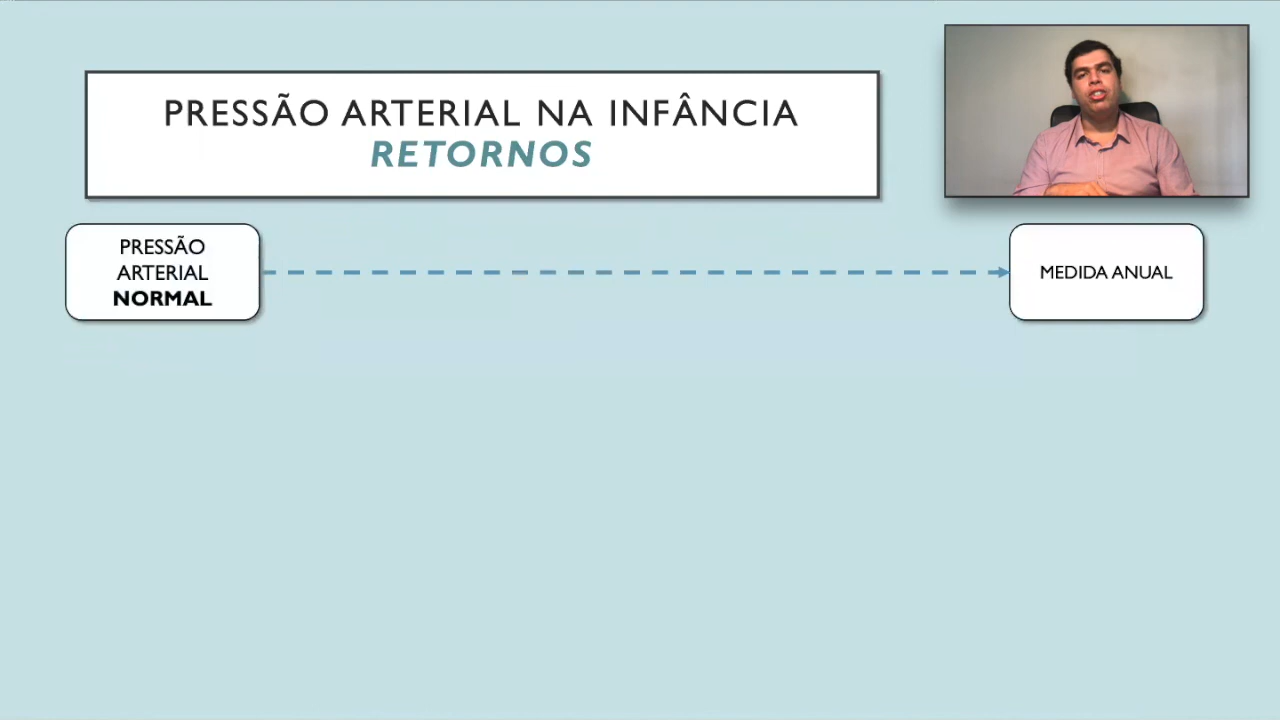 PRESSÃO ARTERIAL NA INFÂNCIA
RETORNOS
PRESSÃO
ARTERIAL
NORMAL
MEDIDA ANUAL